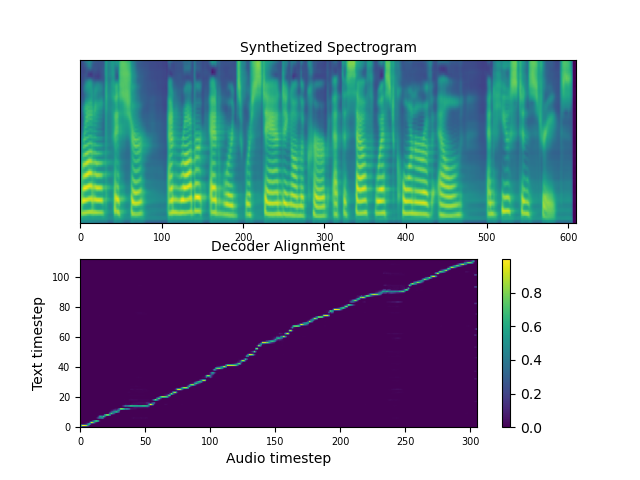 Synthetized Spectrogram
0 100 200 300 400 500 600
Decoder Alignment
100
80
60
40
20
0
Text timestep
0 50 100 150 200 250 300
Audio timestep
0.8
0.6
0.4
0.2
0.0